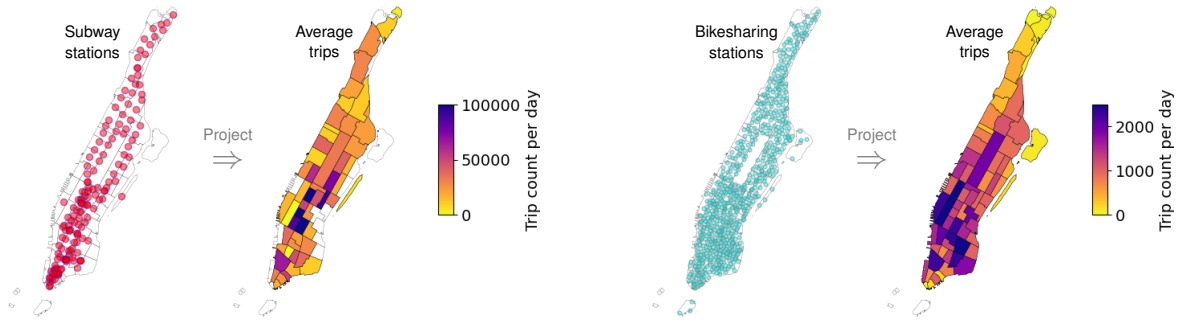 Subway
stations
Average
trips
Project
⇒
100000
50000
0
Trip count per day
Bikesharing
stations
Average
trips
Project
⇒
2000
1000
0
Trip count per day